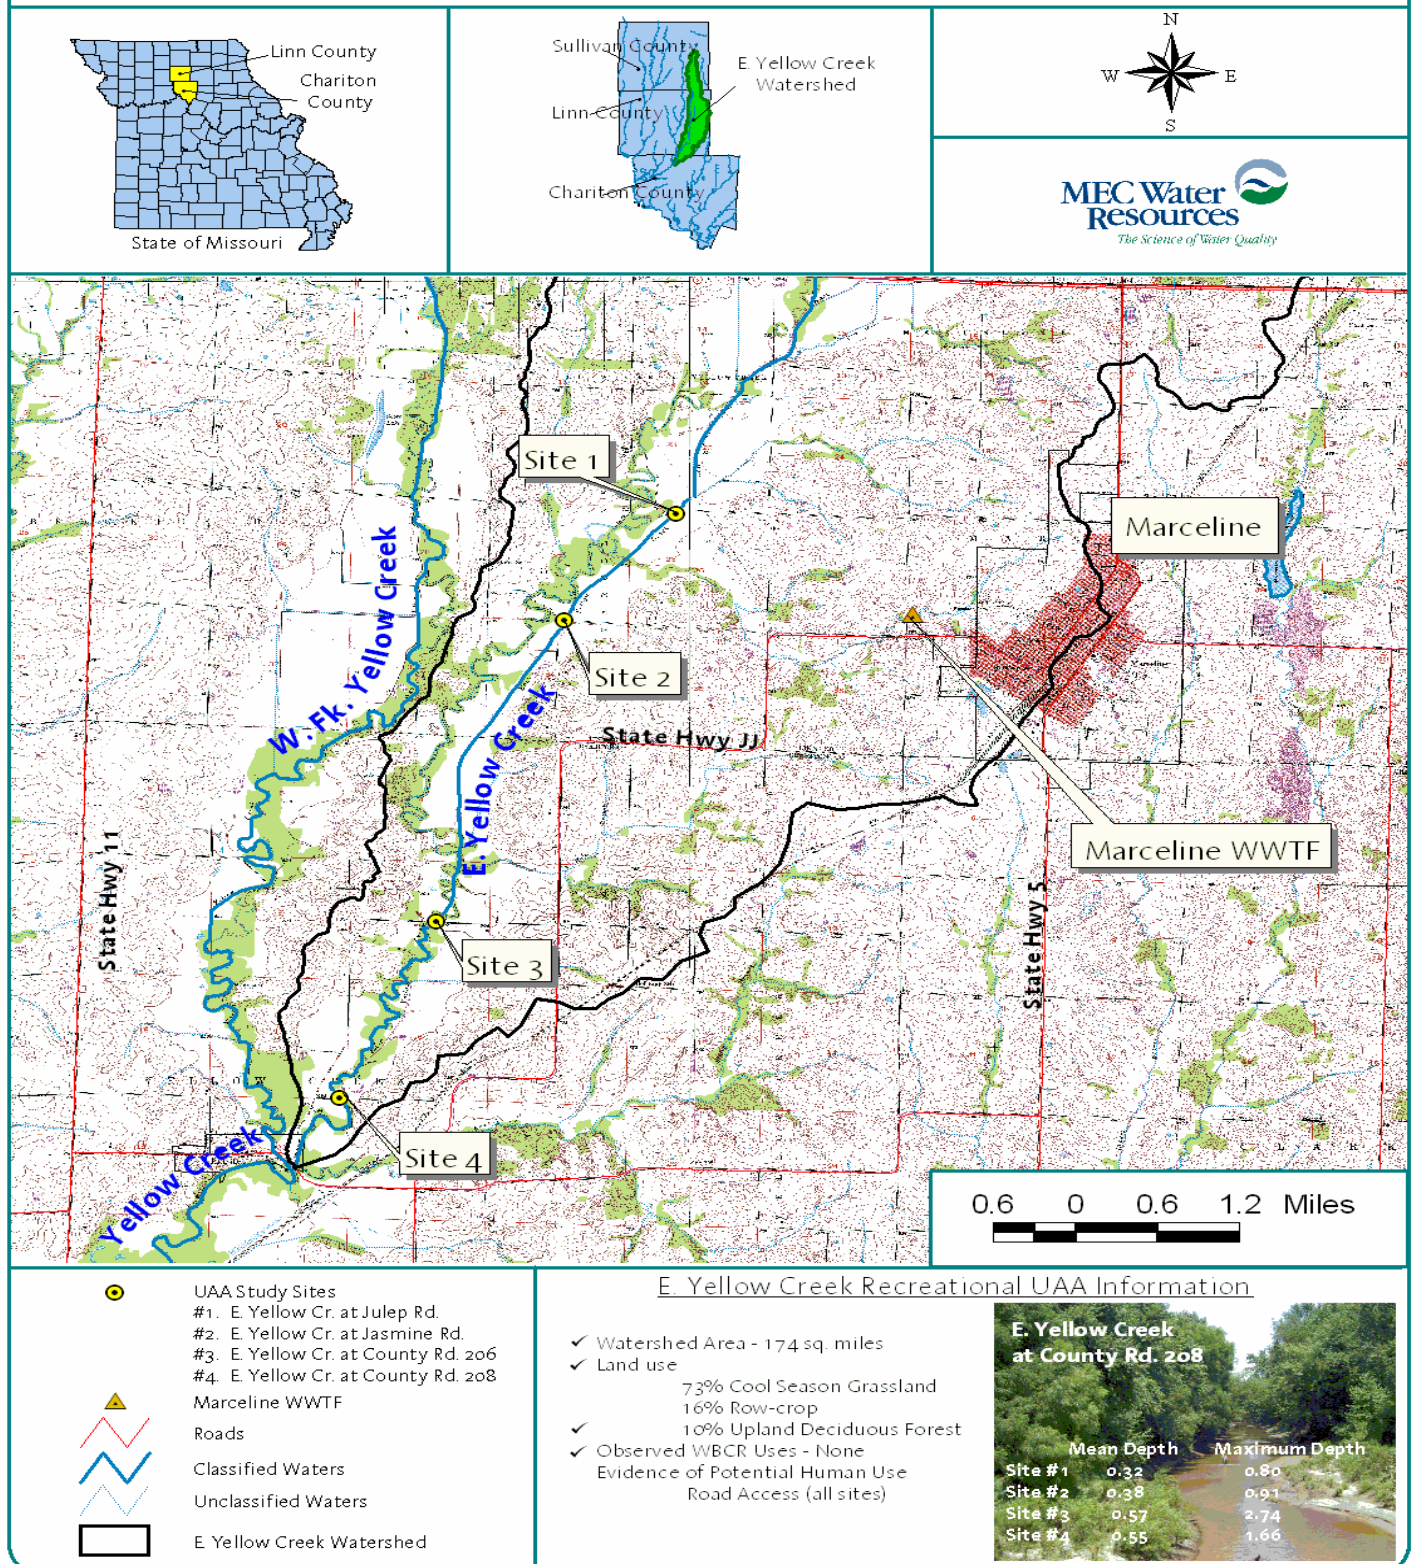 Linn County
Chariton
County
State of Missouri
Sullivan County
E. Yellow Creek
Watershed
Linn County
Chariton County
N
W
E
S
MEC Water
Resources
The Science of Water Quality
Site 1
Marceline
W. Fk. Yellow Creek
Site 2
E. Yellow Creek
State Hwy JJ
Marceline WWTF
State Hwy 11
State Hwy 5
Site 3
Site 4
Yellow Creek
0.6 0 0.6 1.2 Miles
UAA Study Sites
#1. E. Yellow Cr. at Julep Rd.
#2. E. Yellow Cr. at Jasmine Rd.
#3. E. Yellow Cr. at County Rd. 206
#4. E. Yellow Cr. at County Rd. 208
Marceline WWTF
Roads
Classified Waters
Unclassified Waters
E. Yellow Creek Watershed
E. Yellow Creek Recreational UAA Information
✓ Watershed Area - 174 sq. miles
✓ Land use
73% Cool Season Grassland
16% Row-crop
✓ 10% Upland Deciduous Forest
✓ Observed WBCR Uses - None
Evidence of Potential Human Use
Road Access (all sites)
E. Yellow Creek
at County Rd. 208
Mean Depth Maximum Depth
Site #1 0.32 0.80
Site #2 0.38 0.91
Site #3 0.57 2.74
Site #4 0.55 1.66